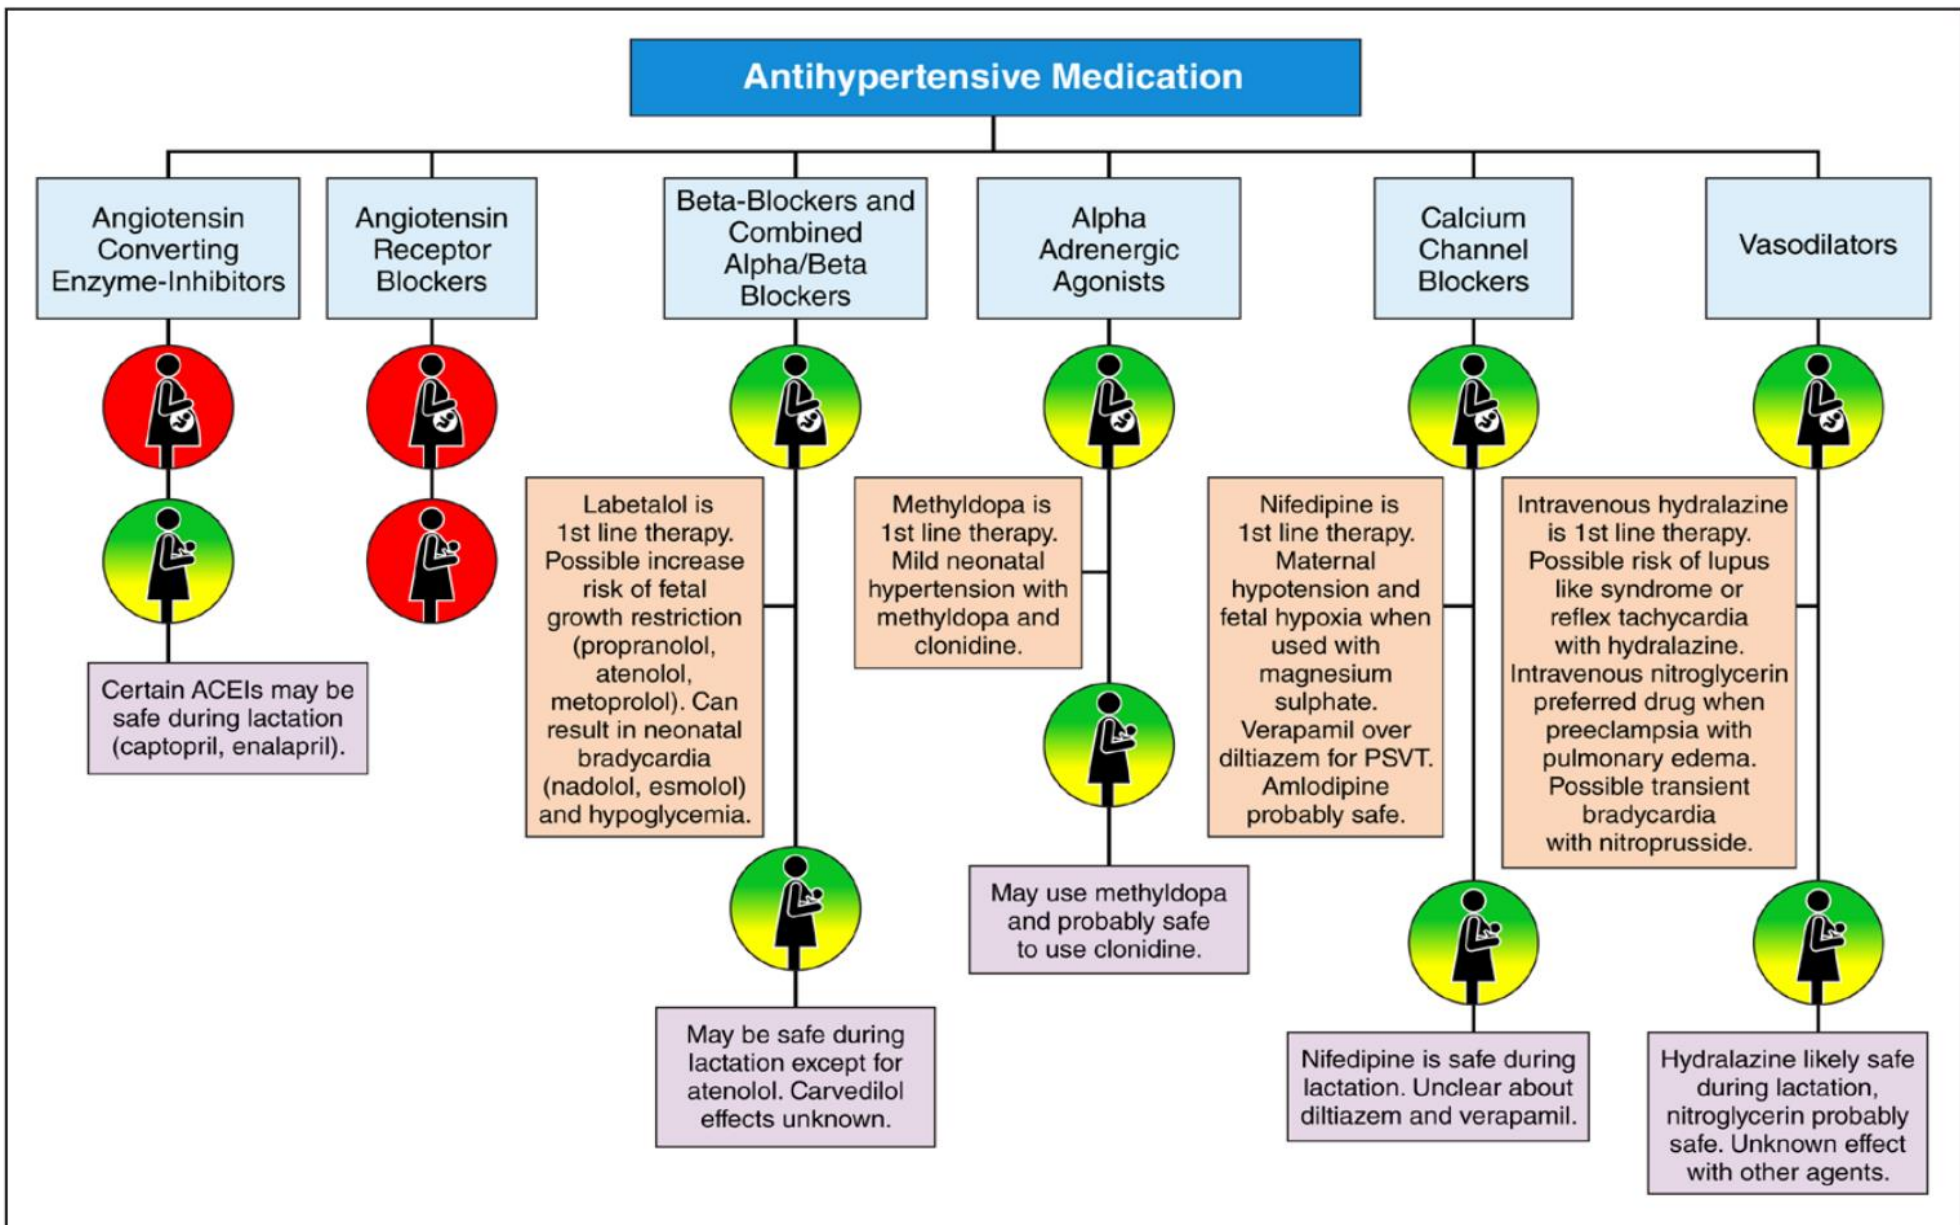 Antihypertensive Medication
Angiotensin
Converting
Enzyme-Inhibitors
Angiotensin
Receptor
Blockers
Beta-Blockers and
Combined
Alpha/Beta
Blockers
Alpha
Adrenergic
Agonists
Calcium
Channel
Blockers
Vasodilators
Labetalol is
1st line therapy.
Possible increase
risk of fetal
growth restriction
(propranolol,
atenolol,
metoprolol). Can
result in neonatal
bradycardia
(nadolol, esmolol)
and hypoglycemia.
Methyldopa is
1st line therapy.
Mild neonatal
hypertension with
methyldopa and
clonidine.
Nifedipine is
1st line therapy.
Maternal
hypotension and
fetal hypoxia when
used with
magnesium
sulphate.
Verapamil over
diltiazem for PSVT.
Amlodipine
probably safe.
Intravenous hydralazine
is 1st line therapy.
Possible risk of lupus
like syndrome or
reflex tachycardia
with hydralazine.
Intravenous nitroglycerin
preferred drug when
preeclampsia with
pulmonary edema.
Possible transient
bradycardia
with nitroprusside.
Certain ACEIs may be
safe during lactation
(captopril, enalapril).
May be safe during
lactation except for
atenolol. Carvedilol
effects unknown.
May use methyldopa
and probably safe
to use clonidine.
Nifedipine is safe during
lactation. Unclear about
diltiazem and verapamil.
Hydralazine likely safe
during lactation,
nitroglycerin probably
safe. Unknown effect
with other agents.